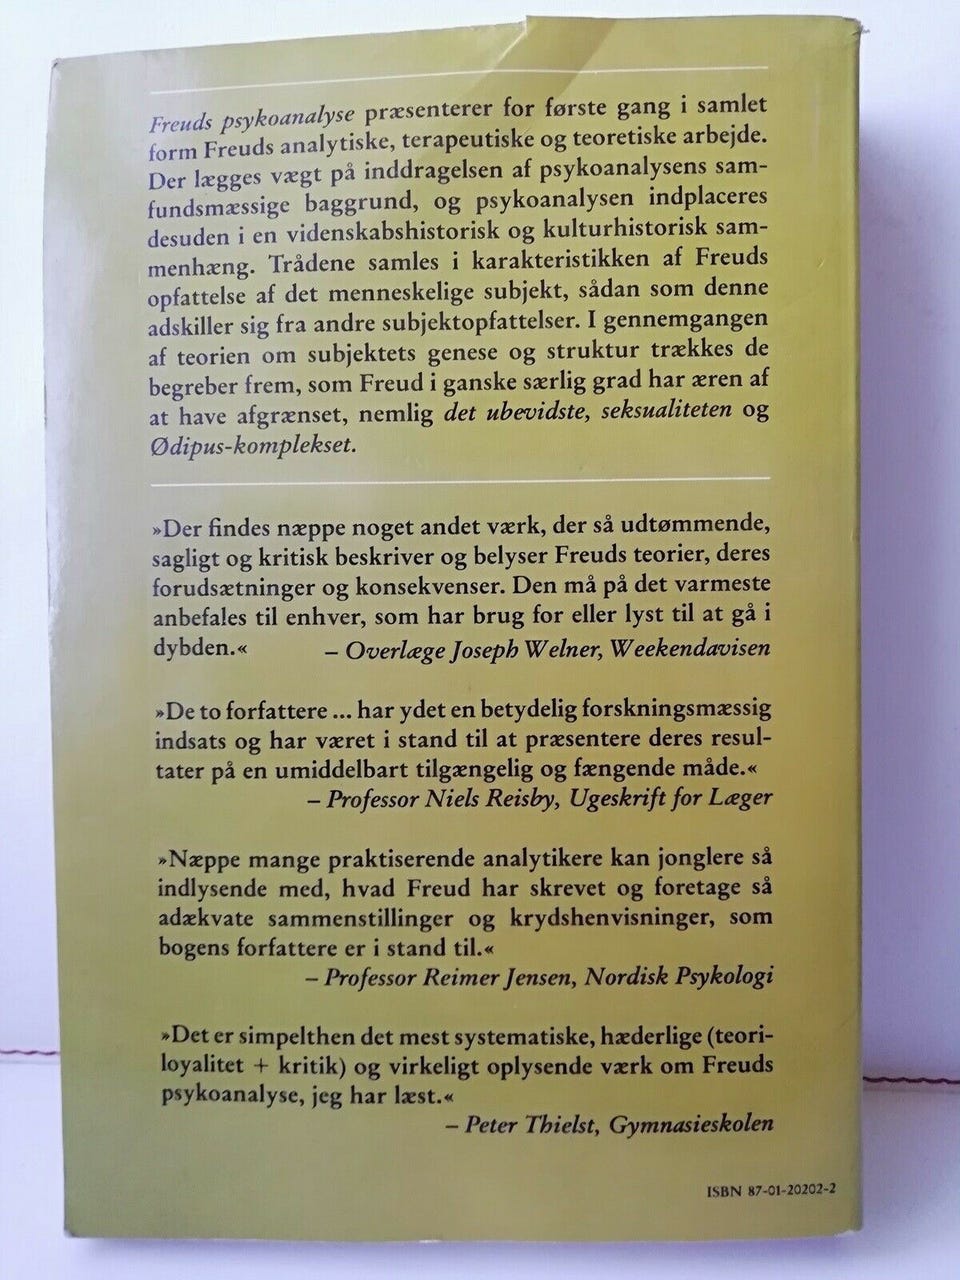 Freuds psykoanalyse præsenterer for første gang i samlet
form Freuds analytiske, terapeutiske og teoretiske arbejde.
Der lægges vægt på inddragelsen af psykoanalysens sam-
fundsmæssige baggrund, og psykoanalysen indplaceres
desuden i en videnskabshistorisk og kulturhistorisk sam-
menhæng. Trådene samles i karakteristikken af Freuds
opfattelse af det menneskelige subjekt, sådan som denne
adskiller sig fra andre subjektopfattelser. I gennemgangen
af teorien om subjektets genese og struktur trækkes de
begreber frem, som Freud i ganske særlig grad har æren af
at have afgrænset, nemlig det ubevidste, seksualiteten og
Ødipus-komplekset.
»Der findes næppe noget andet værk, der så udtømmende,
sagligt og kritisk beskriver og belyser Freuds teorier, deres
forudsætninger og konsekvenser. Den må på det varmeste
anbefales til enhver, som har brug for eller lyst til at gå i
dybden.« – Overlæge Joseph Welner, Weekendavisen
»De to forfattere ... har ydet en betydelig forskningsmæssig
indsats og har været i stand til at præsentere deres resul-
tater på en umiddelbart tilgængelig og fængende måde.«
– Professor Niels Reisby, Ugeskrift for Læger
»Næppe mange praktiserende analytikere kan jonglere så
indlysende med, hvad Freud har skrevet og foretage så
adækvate sammenstillinger og krydshenvisninger, som
bogens forfattere er i stand til.«
– Professor Reimer Jensen, Nordisk Psykologi
»Det er simpelthen det mest systematiske, hæderlige (teori-
loyalitet + kritik) og virkeligt oplysende værk om Freuds
psykoanalyse, jeg har læst.«
– Peter Thielst, Gymnasieskolen
ISBN 87-01-20202-2